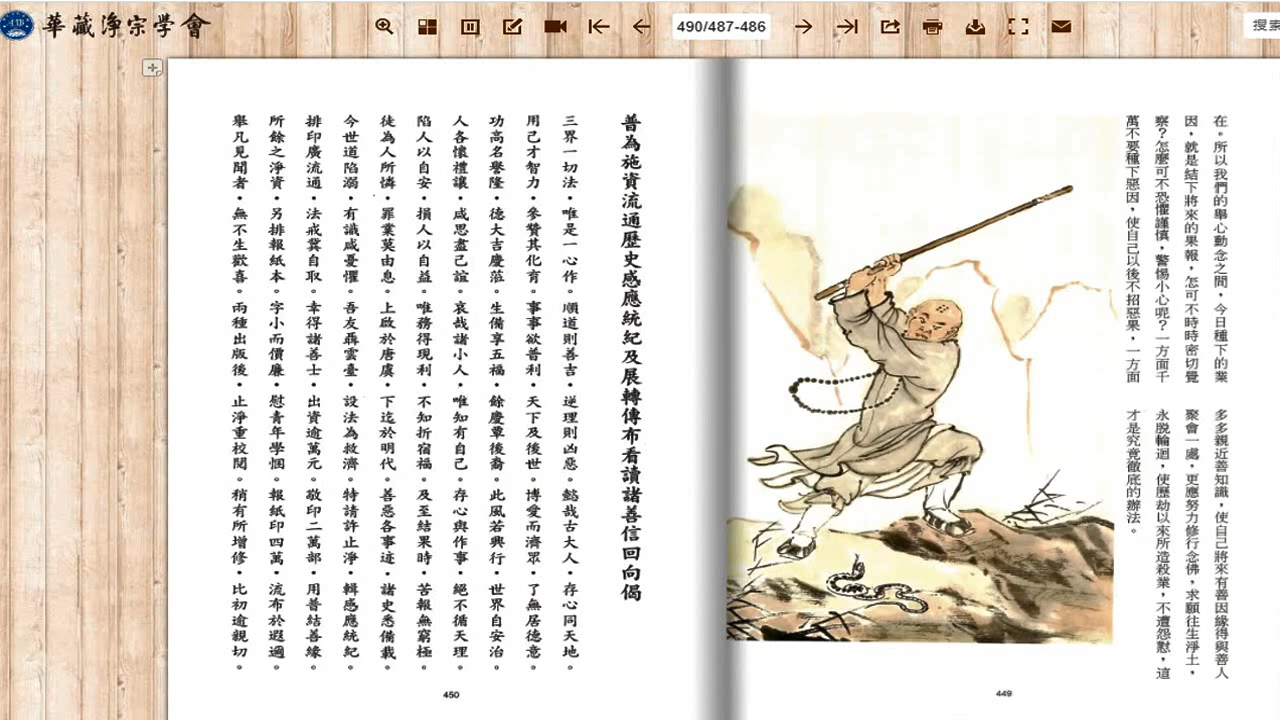 華藏淨宗學會
490/487-486
搜索
在。所以我們的舉心動念之間，今日種下的業
因，就是結下將來的果報，怎可不時時密切覺
察？怎麼可不恐懼謹慎，警惕小心呢？一方面千
萬不要種下惡因，使自己以後不招惡果，一方面
多多親近善知識，使自己將來有善因緣得與善人
聚會一處，更應努力修行念佛，求願往生淨土，
永脫輪迴，使歷劫以來所造殺業，不遭怨懟，這
才是究竟徹底的辦法。
449
普為施資流通歷史感應統紀及展轉傳布看讀諸善信回向偈
三界一切法・唯是一心作。順道則善吉・逆理則凶惡。懿哉古大人・存心同天地。
用己才智力・參贊其化育。事事欲普利・天下及後世。博愛而濟眾・了無居德意。
功高名譽隆・德大吉慶蒞。生備享五福・餘慶覃後裔。此風若興行・世界自安治。
人各懷禮讓・咸思盡己誼。哀哉諸小人・唯知有自己。存心與作事・絕不循天理。
陷人以自安・損人以自益。唯務得現利・不知折宿福。及至結果時・苦報無窮極。
徒為人所憐・罪業莫由息。上啟於唐虞・下迄於明代。善惡各事迹・諸史悉備載。
今世道陷溺・有識咸憂懼。吾友聶雲臺・設法為救濟。特請許止淨・輯感應統紀。
排印廣流通・法戒冀自取。幸得諸善士・出資逾萬元。敬印二萬部・用普結善緣。
所餘之淨資・另排報紙本。字小而價廉・慰青年學悃。報紙印四萬・流布於遐邇。
舉凡見聞者・無不生歡喜。兩種出版後・止淨重校閱。稍有所增修・比初逾親切。
450